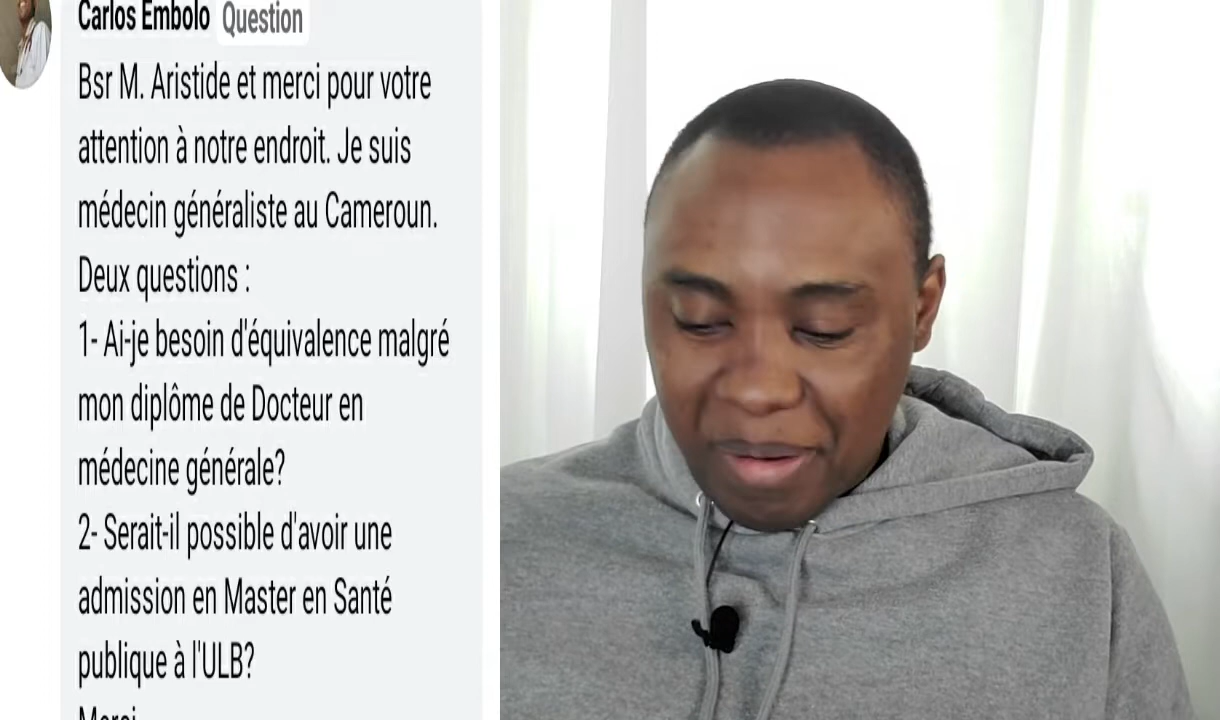 Carlos Embolo Question
Bsr M. Aristide et merci pour votre
attention à notre endroit. Je suis
médecin généraliste au Cameroun.
Deux questions :
1- Ai-je besoin d'équivalence malgré
mon diplôme de Docteur en
médecine générale?
2- Serait-il possible d'avoir une
admission en Master en Santé
publique à l'ULB?
Merci